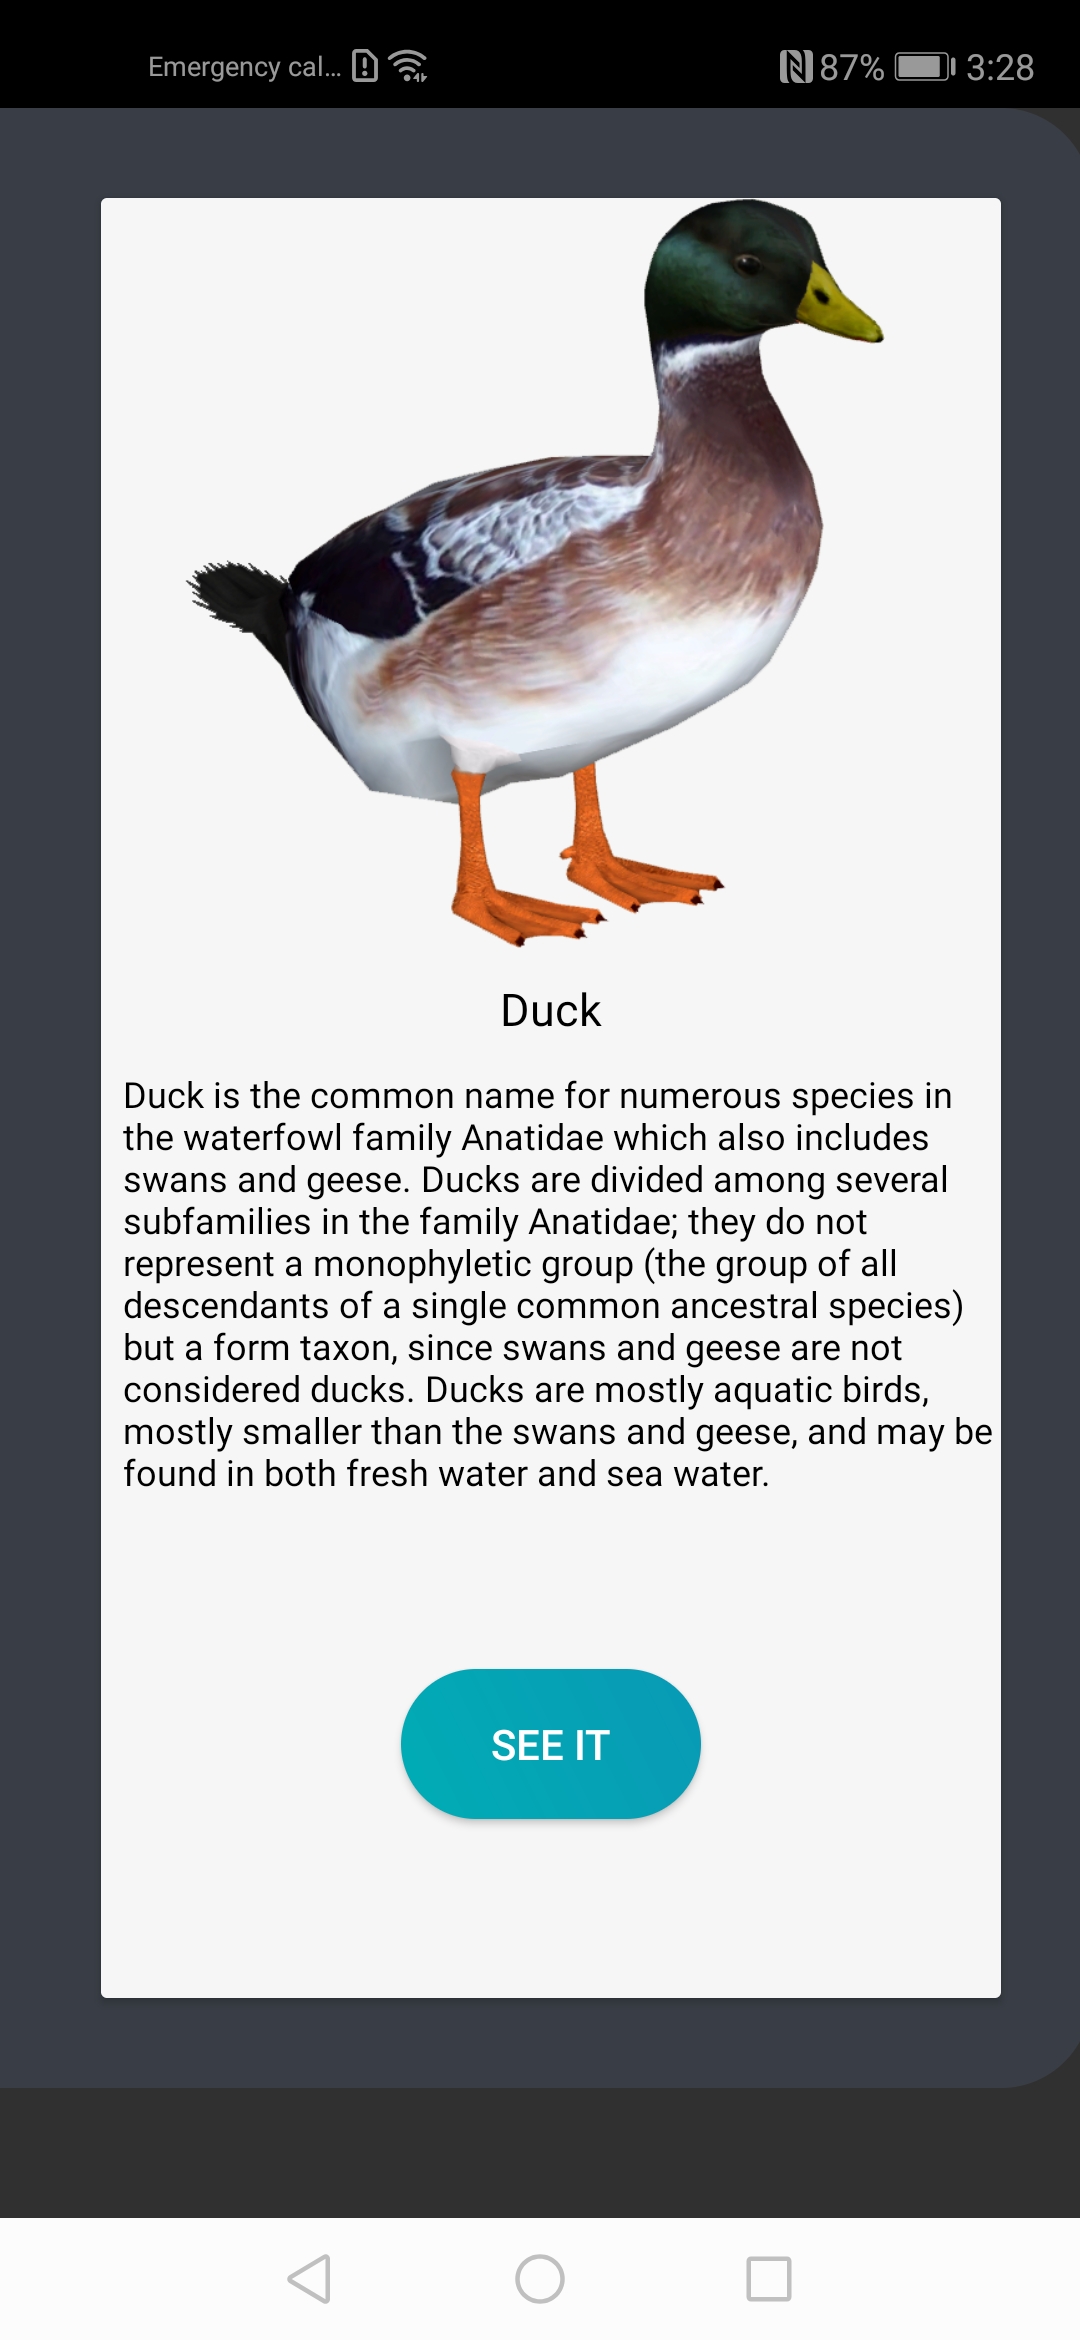 Emergency cal... 87% 3:28
Duck
Duck is the common name for numerous species in
the waterfowl family Anatidae which also includes
swans and geese. Ducks are divided among several
subfamilies in the family Anatidae; they do not
represent a monophyletic group (the group of all
descendants of a single common ancestral species)
but a form taxon, since swans and geese are not
considered ducks. Ducks are mostly aquatic birds,
mostly smaller than the swans and geese, and may be
found in both fresh water and sea water.
SEE IT